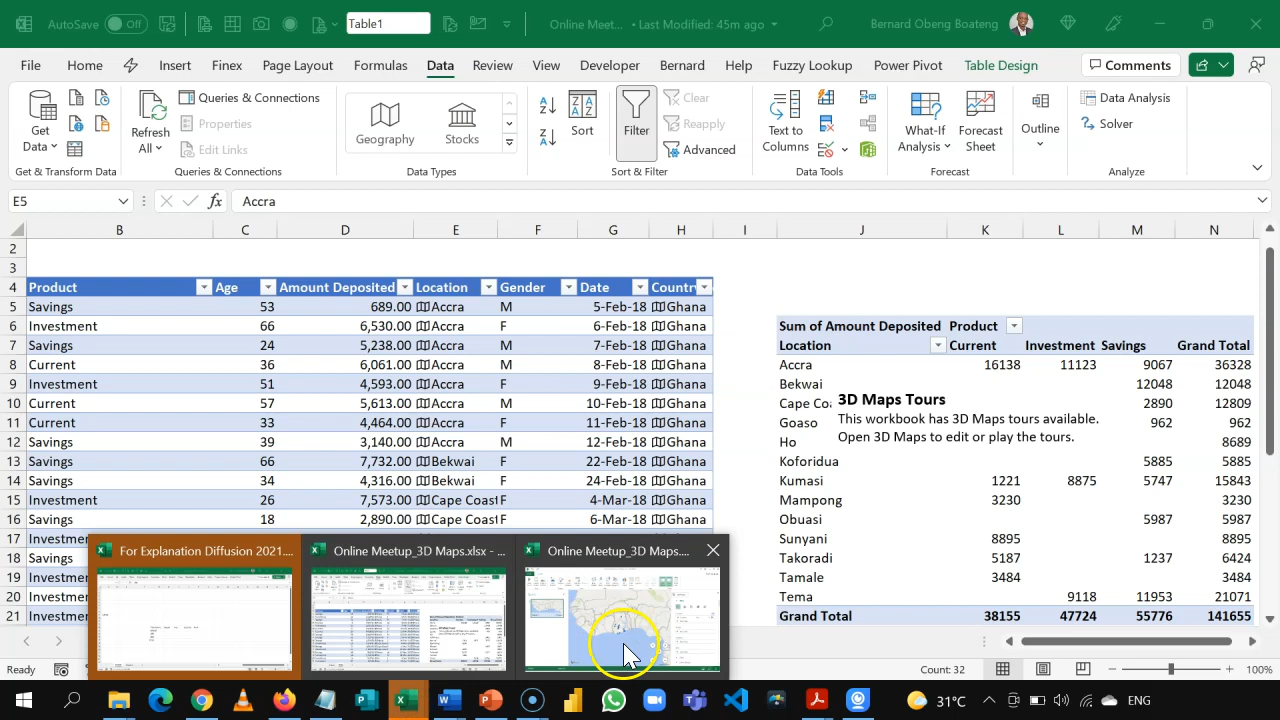 AutoSave Off Table1 Online Meet... • Last Modified: 45m ago Bernard Obeng Boateng
File Home Insert Finex Page Layout Formulas Data Review View Developer Bernard Help Fuzzy Lookup Power Pivot Table Design Comments
Get Data Refresh All Queries & Connections Properties Edit Links Geography Stocks Sort Filter Clear Reapply Advanced Text to Columns What-If Analysis Forecast Sheet Outline Data Analysis Solver
Get & Transform Data Queries & Connections Data Types Sort & Filter Data Tools Forecast Analyze
E5 fx Accra
B C D E F G H I J K L M N
2
3
4 Product Age Amount Deposited Location Gender Date Country
5 Savings 53 689.00 Accra M 5-Feb-18 Ghana
6 Investment 66 6,530.00 Accra F 6-Feb-18 Ghana Sum of Amount Deposited Product
7 Savings 24 5,238.00 Accra M 7-Feb-18 Ghana Location Current Investment Savings Grand Total
8 Current 36 6,061.00 Accra M 8-Feb-18 Ghana Accra 16138 11123 9067 36328
9 Investment 51 4,593.00 Accra F 9-Feb-18 Ghana Bekwai 12048 12048
10 Current 57 5,613.00 Accra F 10-Feb-18 Ghana Cape Coa 2890 12809
11 Current 33 4,464.00 Accra F 11-Feb-18 Ghana Goaso 962 962
12 Savings 39 3,140.00 Accra M 12-Feb-18 Ghana Ho 8689
13 Savings 66 7,732.00 Bekwai F 22-Feb-18 Ghana Koforidua 5885 5885
14 Savings 34 4,316.00 Bekwai F 24-Feb-18 Ghana Kumasi 1221 8875 5747 15843
15 Investment 26 7,573.00 Cape Coast F 4-Mar-18 Ghana Mampong 3230 3230
16 Savings 18 2,890.00 Cape Coast F 6-Mar-18 Ghana Obuasi 5987 5987
3D Maps Tours
This workbook has 3D Maps tours available.
Open 3D Maps to edit or play the tours.
17 Investme Sunyani 8895 8895
18 Savings Takoradi 5187 1237 6424
19 Tamale 3484 3484
20 Tema 9118 11953 21071
21 Grand Total 38155 47724 55776 141655
For Explanation Diffusion 2021.... Online Meetup_3D Maps.xlsx - ... Online Meetup_3D Maps....
Ready Count: 32 100%
31°C ENG